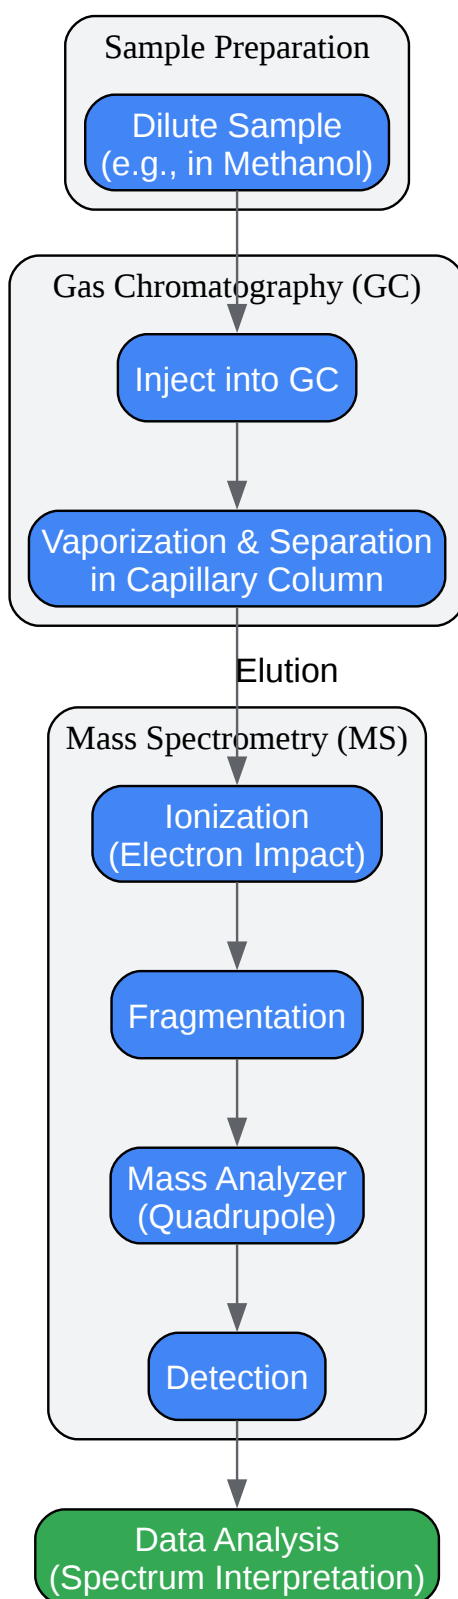 Sample Preparation
Dilute Sample
(e.g., in Methanol)
Gas Chromatography (GC)
Inject into GC
Vaporization & Separation
in Capillary Column
Elution
Mass Spectrometry (MS)
Ionization
(Electron Impact)
Fragmentation
Mass Analyzer
(Quadrupole)
Detection
Data Analysis
(Spectrum Interpretation)